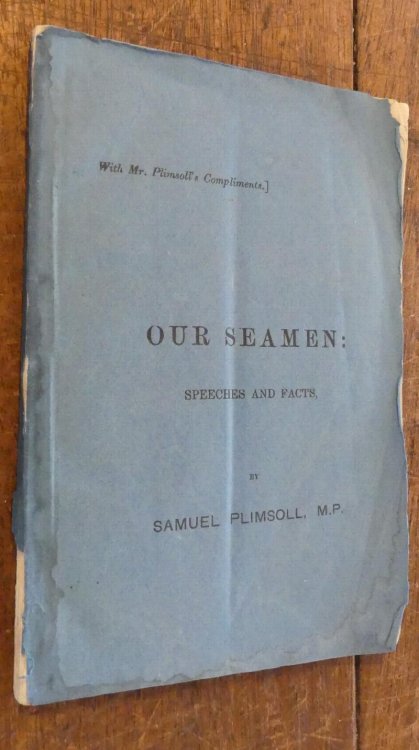 With Mr. Plimsoll's Compliments.]
OUR SEAMEN:
SPEECHES AND FACTS,
BY
SAMUEL PLIMSOLL, M.P.